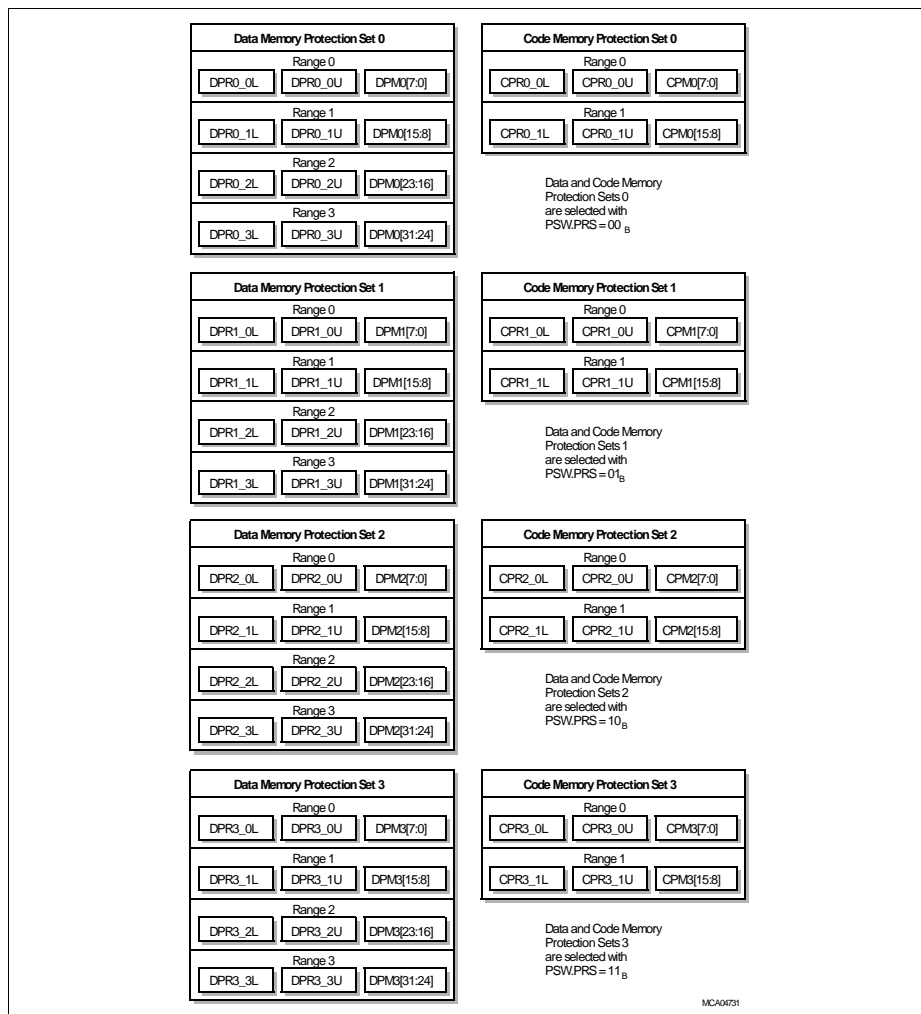 Data Memory Protection Set 0
Range 0
DPR0_0L DPR0_0U DPM0[7:0]
Range 1
DPR0_1L DPR0_1U DPM0[15:8]
Range 2
DPR0_2L DPR0_2U DPM0[23:16]
Range 3
DPR0_3L DPR0_3U DPM0[31:24]
Code Memory Protection Set 0
Range 0
CPR0_0L CPR0_0U CPM0[7:0]
Range 1
CPR0_1L CPR0_1U CPM0[15:8]
Data and Code Memory
Protection Sets 0
are selected with
PSW.PRS = 00 B
Data Memory Protection Set 1
Range 0
DPR1_0L DPR1_0U DPM1[7:0]
Range 1
DPR1_1L DPR1_1U DPM1[15:8]
Range 2
DPR1_2L DPR1_2U DPM1[23:16]
Range 3
DPR1_3L DPR1_3U DPM1[31:24]
Code Memory Protection Set 1
Range 0
CPR1_0L CPR1_0U CPM1[7:0]
Range 1
CPR1_1L CPR1_1U CPM1[15:8]
Data and Code Memory
Protection Sets 1
are selected with
PSW.PRS = 01B
Data Memory Protection Set 2
Range 0
DPR2_0L DPR2_0U DPM2[7:0]
Range 1
DPR2_1L DPR2_1U DPM2[15:8]
Range 2
DPR2_2L DPR2_2U DPM2[23:16]
Range 3
DPR2_3L DPR2_3U DPM2[31:24]
Code Memory Protection Set 2
Range 0
CPR2_0L CPR2_0U CPM2[7:0]
Range 1
CPR2_1L CPR2_1U CPM2[15:8]
Data and Code Memory
Protection Sets 2
are selected with
PSW.PRS = 10B
Data Memory Protection Set 3
Range 0
DPR3_0L DPR3_0U DPM3[7:0]
Range 1
DPR3_1L DPR3_1U DPM3[15:8]
Range 2
DPR3_2L DPR3_2U DPM3[23:16]
Range 3
DPR3_3L DPR3_3U DPM3[31:24]
Code Memory Protection Set 3
Range 0
CPR3_0L CPR3_0U CPM3[7:0]
Range 1
CPR3_1L CPR3_1U CPM3[15:8]
Data and Code Memory
Protection Sets 3
are selected with
PSW.PRS = 11B
MCA04731